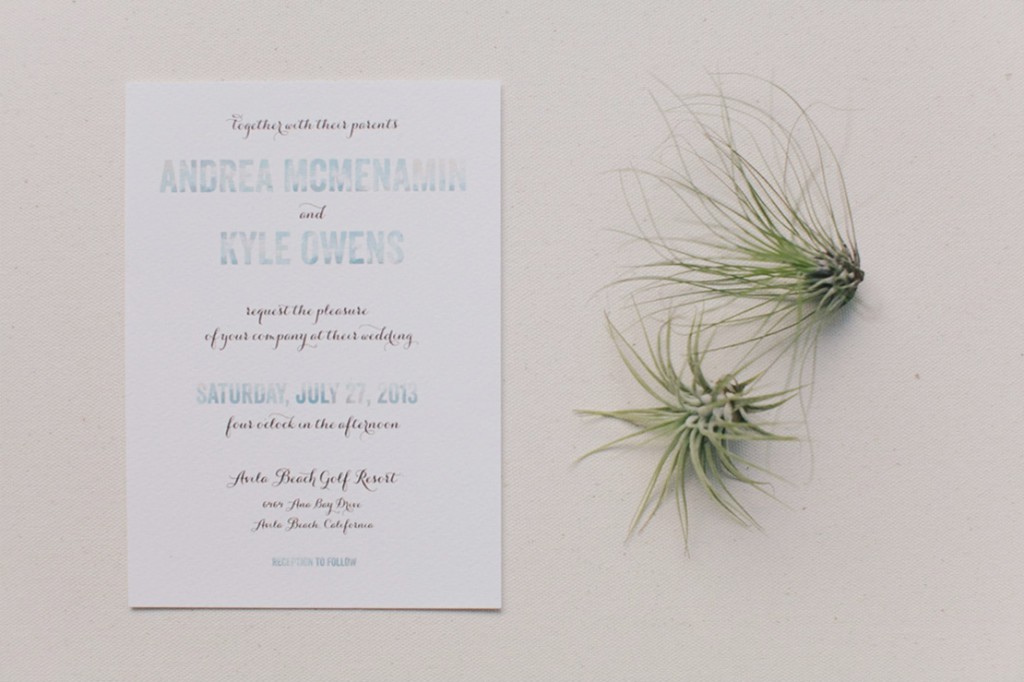 together with their parents
ANDREA MCMENAMIN
and
KYLE OWENS
request the pleasure
of your company at their wedding
SATURDAY, JULY 27, 2013
four oclock in the afternoon
Avila Beach Golf Resort
6464 Ana Bay Drive
Avila Beach, California
RECEPTION TO FOLLOW